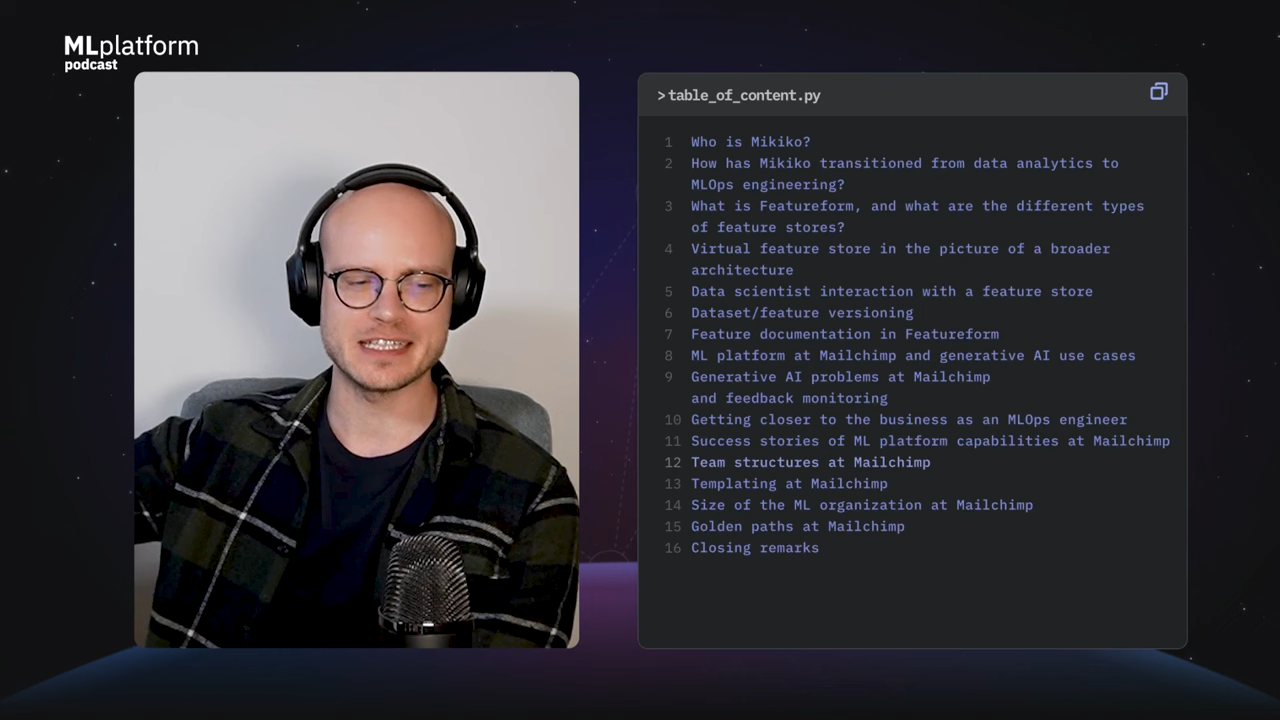 MLplatform
podcast
>table_of_content.py
1 Who is Mikiko?
2 How has Mikiko transitioned from data analytics to
MLOps engineering?
3 What is Featureform, and what are the different types
of feature stores?
4 Virtual feature store in the picture of a broader
architecture
5 Data scientist interaction with a feature store
6 Dataset/feature versioning
7 Feature documentation in Featureform
8 ML platform at Mailchimp and generative AI use cases
9 Generative AI problems at Mailchimp
and feedback monitoring
10 Getting closer to the business as an MLOps engineer
11 Success stories of ML platform capabilities at Mailchimp
12 Team structures at Mailchimp
13 Templating at Mailchimp
14 Size of the ML organization at Mailchimp
15 Golden paths at Mailchimp
16 Closing remarks